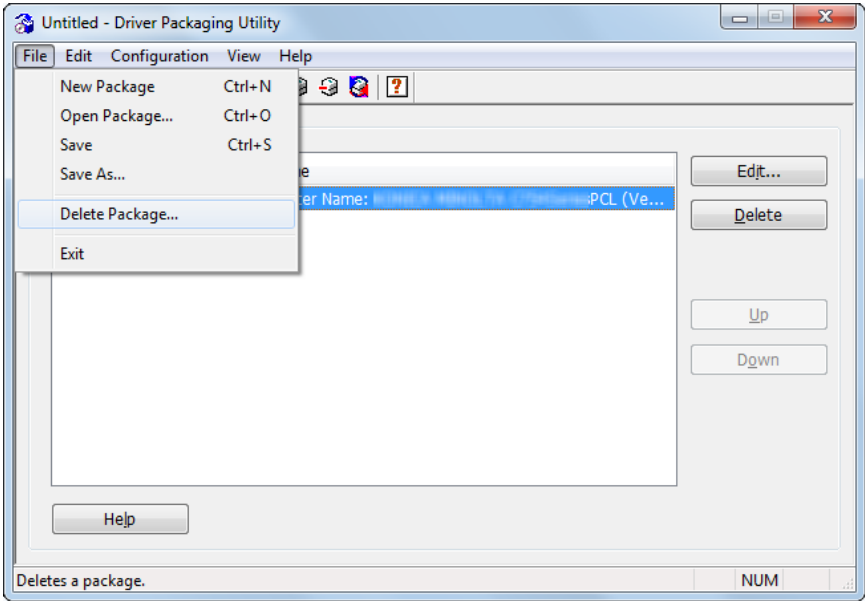 Untitled - Driver Packaging Utility
File Edit Configuration View Help
New Package Ctrl+N
Open Package... Ctrl+O
Save Ctrl+S
Save As...
Delete Package...
Exit
e
er Name: PCL (Ve...
Edit...
Delete
Up
Down
Help
Deletes a package.
NUM